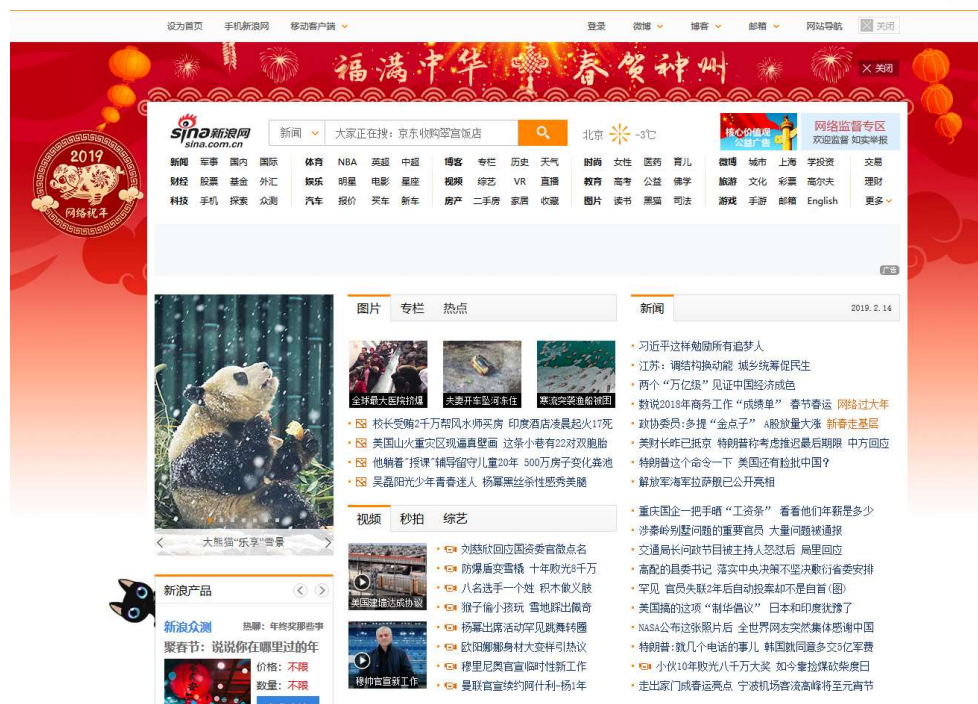 设为首页 手机新浪网 移动客户端 登录 微博 博客 邮箱 网站导航 关闭
福满中华 春贺神州 关闭
2019
网络祝年
sina新浪网
sina.com.cn
新闻 大家正在搜：京东收购翠宫饭店
北京 -3℃
核心价值观
公益广告
网络监督专区
欢迎监督 如实举报
新闻 军事 国内 国际 体育 NBA 英超 中超 博客 专栏 历史 天气 时尚 女性 医药 育儿 微博 城市 上海 学投资 交易
财经 股票 基金 外汇 娱乐 明星 电影 星座 视频 综艺 VR 直播 教育 高考 公益 佛学 旅游 文化 彩票 高尔夫 理财
科技 手机 探索 众测 汽车 报价 买车 新车 房产 二手房 家居 收藏 图片 读书 黑猫 司法 游戏 手游 邮箱 English 更多
广告
大熊猫“乐享”雪景
新浪产品
新浪众测 热聊：年终奖那些事
聚春节：说说你在哪里过的年
价格：不限
数量：不限
图片 专栏 热点
全球最大医院挤爆 夫妻开车坠河冻住 寒流突袭鱼船被困
校长受贿2千万帮风水师买房 印度酒店凌晨起火17死
美国山火重灾区现逼真壁画 这条小巷有22对双胞胎
他躺着"授课"辅导留守儿童20年 500万房子变化粪池
吴磊阳光少年青春迷人 杨幂黑丝杀性感秀美腿
视频 秒拍 综艺
美国建墙达成协议
穆帅官宣新工作
刘慈欣回应国资委官微点名
防爆盾变雪橇 十年败光8千万
八名选手一个姓 积木做义肢
猴子偷小孩玩 雪地踩出佩奇
杨幂出席活动罕见跳舞转圈
欧阳娜娜身材大变样引热议
穆里尼奥官宣临时性新工作
曼联官宣续约阿什利-杨1年
新闻 2019.2.14
习近平这样勉励所有追梦人
江苏：调结构换动能 城乡统筹促民生
两个“万亿级”见证中国经济成色
数说2018年商务工作“成绩单” 春节春运 网络过大年
政协委员:多提“金点子” A股放量大涨 新春走基层
美财长昨已抵京 特朗普称考虑推迟最后期限 中方回应
特朗普这个命令一下 美国还有脸批中国？
解放军海军拉萨舰已公开亮相
重庆国企一把手晒“工资条” 看看他们年薪是多少
涉秦岭别墅问题的重要官员 大量问题被通报
交通局长问政节目被主持人怒怼后 局里回应
高配的县委书记 落实中央决策不坚决敷衍省委安排
罕见 官员失联2年后自动投案却不是自首(图)
美国搞的这项“制华倡议” 日本和印度犹豫了
NASA公布这张照片后 全世界网友突然集体感谢中国
特朗普:就几个电话的事儿 韩国就同意多交5亿军费
小伙10年败光八千万大奖 如今靠捡煤砍柴度日
走出家门成春运亮点 宁波机场客流高峰将至元宵节